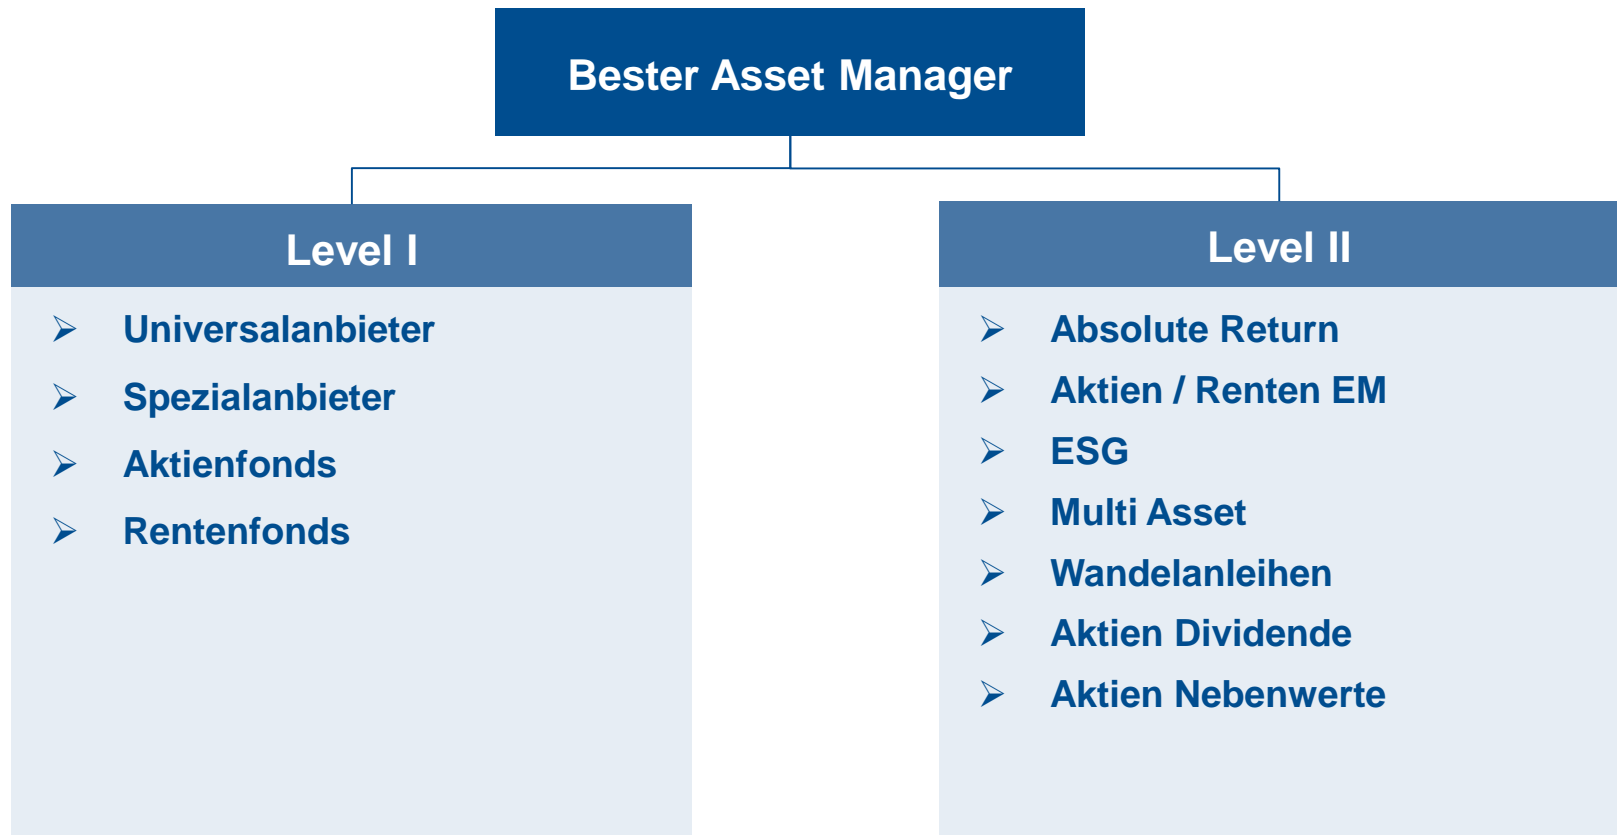 Bester Asset Manager
Level I
Universalanbieter
Spezialanbieter
Aktienfonds
Rentenfonds
Level II
Absolute Return
Aktien / Renten EM
ESG
Multi Asset
Wandelanleihen
Aktien Dividende
Aktien Nebenwerte